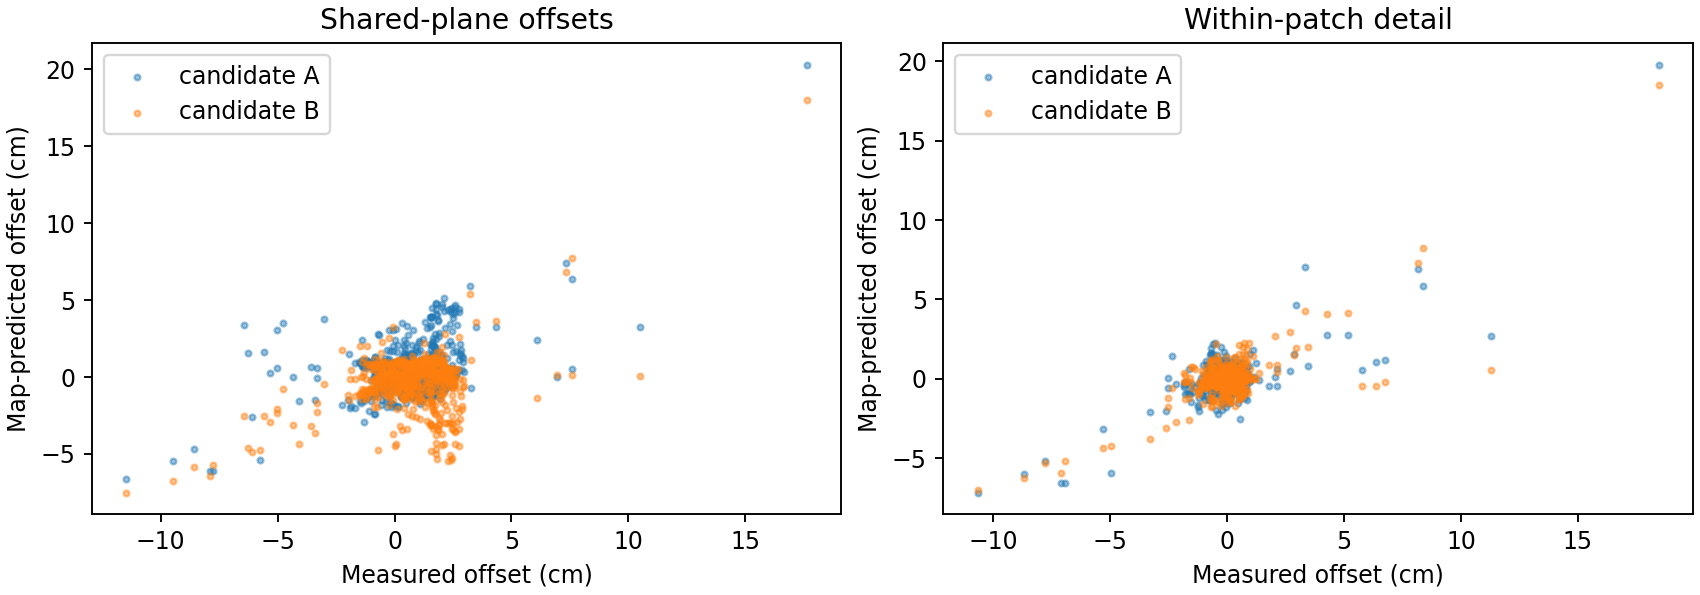 Shared-plane offsets
candidate A
candidate B
20
15
10
5
0
−5
−10
−5
0
5
10
15
Measured offset (cm)
Map-predicted offset (cm)
Within-patch detail
candidate A
candidate B
20
15
10
5
0
−5
−10
−5
0
5
10
15
Measured offset (cm)
Map-predicted offset (cm)